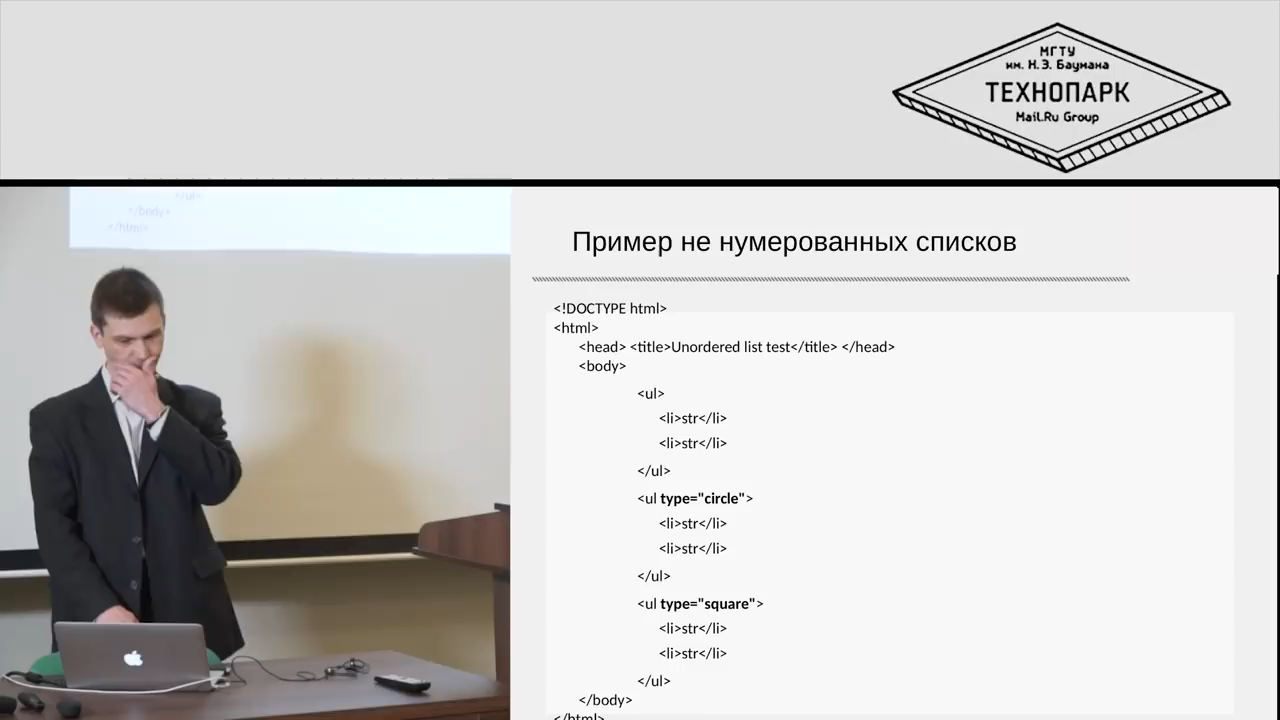 МГТУ
им. Н.Э. Баумана
ТЕХНОПАРК
Mail.Ru Group
</ul>
</body>
</html>
Пример не нумерованных списков
<!DOCTYPE html>
<html>
<head> <title>Unordered list test</title> </head>
<body>
<ul>
<li>str</li>
<li>str</li>
</ul>
<ul type="circle">
<li>str</li>
<li>str</li>
</ul>
<ul type="square">
<li>str</li>
<li>str</li>
</ul>
</body>
</html>